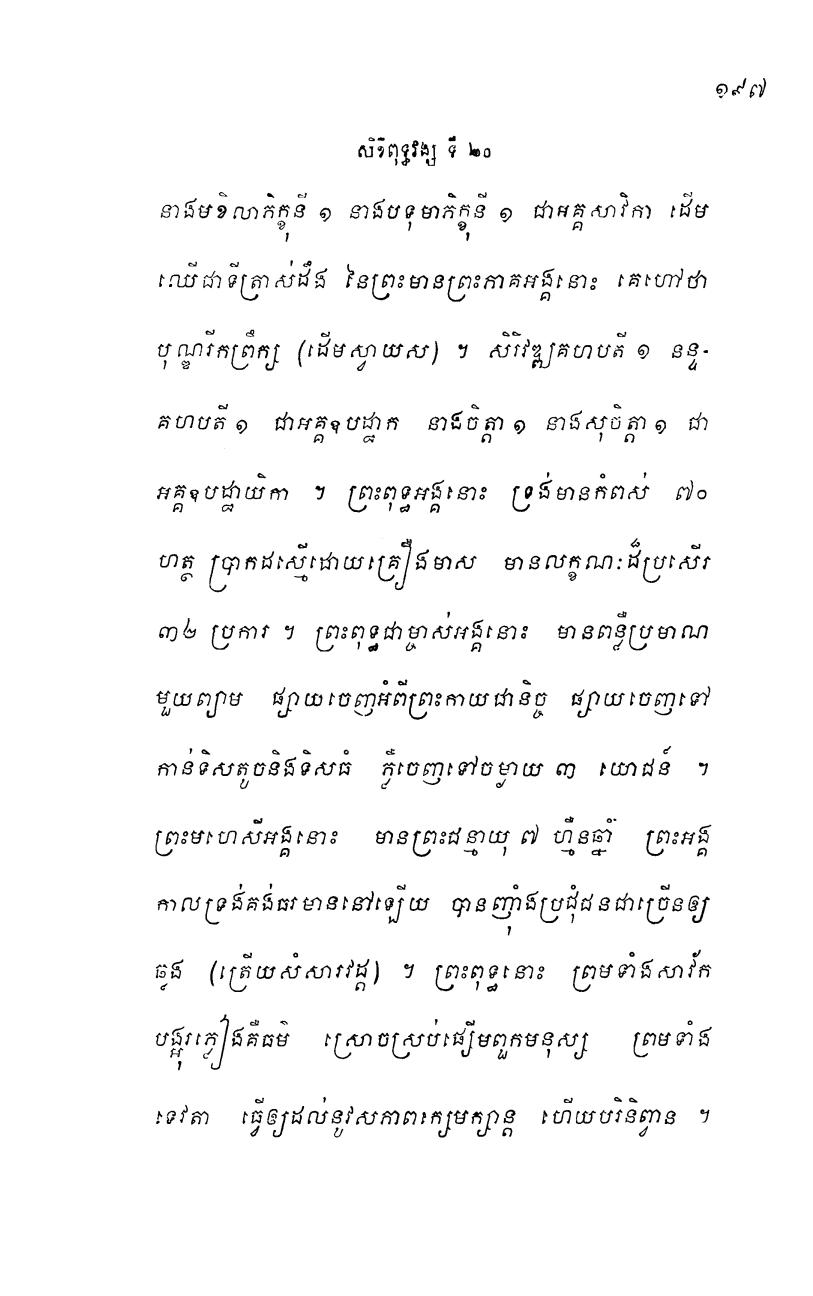 ១៩៧
សិខីពុទ្ធវង្ស ទី ២០
នាងមខិលាភិក្ខុនី ១ នាងបទុមាភិក្ខុនី ១ ជាអគ្គសាវិកា ដើម
ឈើជាទីត្រាស់ដឹង នៃព្រះមានព្រះភាគអង្គនោះ គេហៅថា
បុណ្ឌរីកព្រឹក្ស (ដើមស្វាយស) ។ សិរិវឌ្ឍគហបតី ១ នន្ទ-
គហបតី ១ ជាអគ្គឧបដ្ឋាក នាងចិត្តា ១ នាងសុចិត្តា ១ ជា
អគ្គឧបដ្ឋាយិកា ។ ព្រះពុទ្ធអង្គនោះ ទ្រង់មានកំពស់ ៧០
ហត្ថ ប្រាកដស្មើដោយគ្រឿងមាស មានលក្ខណៈដ៏ប្រសើរ
៣២ ប្រការ ។ ព្រះពុទ្ធជាម្ចាស់អង្គនោះ មានពន្លឺប្រមាណ
មួយព្យាម ផ្សាយចេញអំពីព្រះកាយជានិច្ច ផ្សាយចេញទៅ
កាន់ទិសតូចនិងទិសធំ ភ្លឺចេញទៅចម្ងាយ ៣ យោជន៍ ។
ព្រះមហេសីអង្គនោះ មានព្រះជន្មាយុ ៧ ហ្មឺនឆ្នាំ ព្រះអង្គ
កាលទ្រង់គង់ធរមាននៅឡើយ បានញ៉ាំងប្រជុំជនជាច្រើនឲ្យ
ឆ្លង (ត្រើយសំសារវដ្ត) ។ ព្រះពុទ្ធនោះ ព្រមទាំងសាវ័ក
បង្អុរភ្លៀងគឺធម៌ ស្រោចស្រប់ផ្សើមពួកមនុស្ស ព្រមទាំង
ទេវតា ធ្វើឲ្យដល់នូវសភាពក្សេមក្សាន្ត ហើយបរិនិព្វាន ។